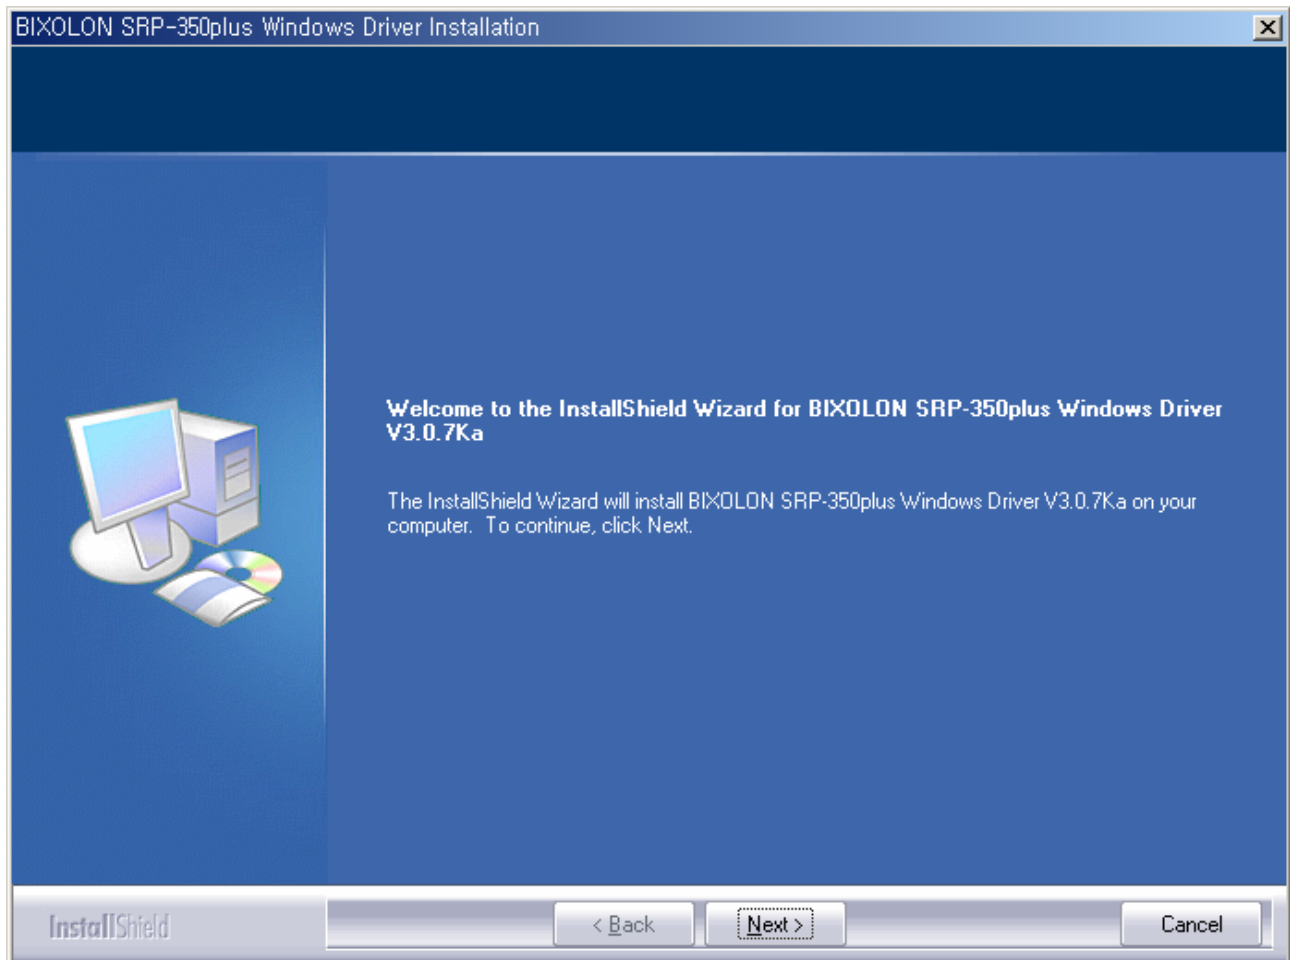 BIXOLON SRP-350plus Windows Driver Installation
Welcome to the InstallShield Wizard for BIXOLON SRP-350plus Windows Driver
V3.0.7Ka
The InstallShield Wizard will install BIXOLON SRP-350plus Windows Driver V3.0.7Ka on your
computer.  To continue, click Next.
InstallShield
< Back
Next >
Cancel